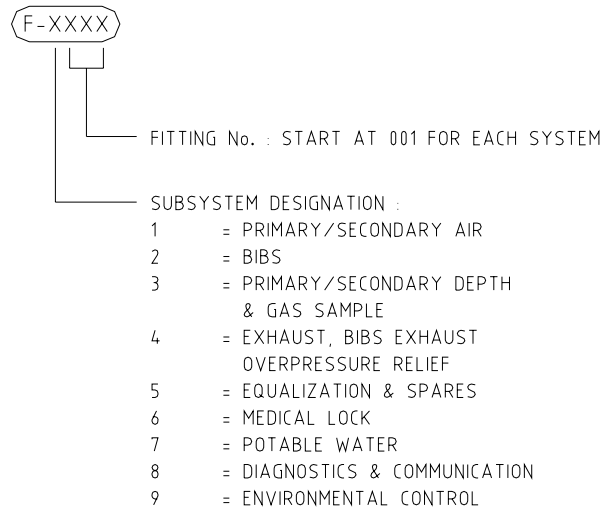 F-XXXX
FITTING No. : START AT 001 FOR EACH SYSTEM
SUBSYSTEM DESIGNATION :
1 = PRIMARY/SECONDARY AIR
2 = BIBS
3 = PRIMARY/SECONDARY DEPTH
& GAS SAMPLE
4 = EXHAUST, BIBS EXHAUST
OVERPRESSURE RELIEF
5 = EQUALIZATION & SPARES
6 = MEDICAL LOCK
7 = POTABLE WATER
8 = DIAGNOSTICS & COMMUNICATION
9 = ENVIRONMENTAL CONTROL